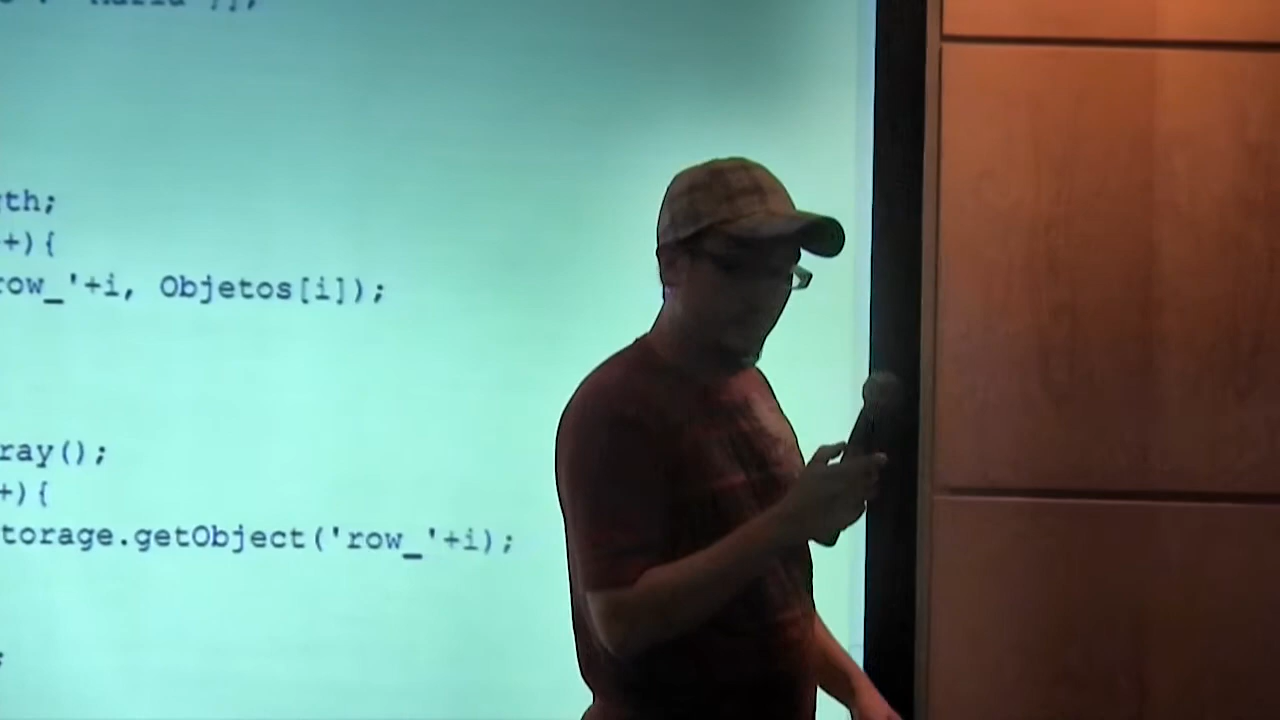 th;
+){
row_'+i, Objetos[i]);
ray();
+){
torage.getObject('row_'+i);
;